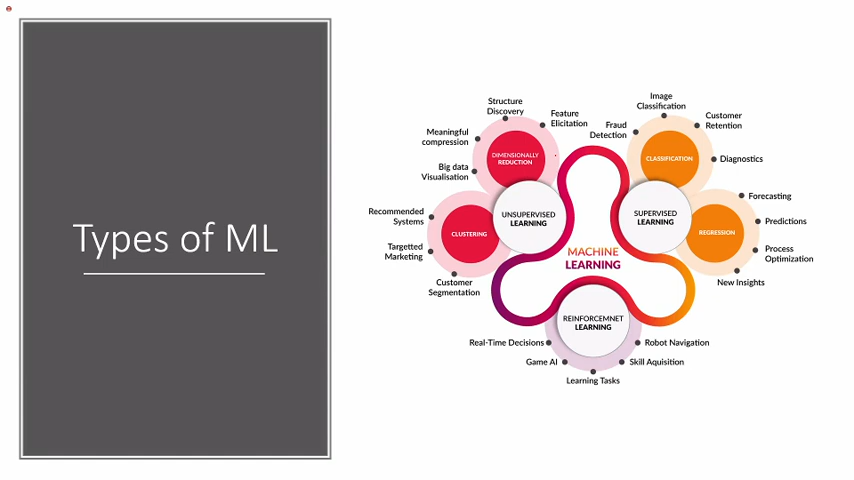 Types of ML
Structure
Discovery
Feature
Elicitation
Meaningful
compression
Big data
Visualisation
DIMENSIONALLY
REDUCTION
Recommended
Systems
Targetted
Marketing
Customer
Segmentation
CLUSTERING
UNSUPERVISED
LEARNING
Image
Classification
Fraud
Detection
Customer
Retention
Diagnostics
CLASSIFICATION
SUPERVISED
LEARNING
Forecasting
Predictions
Process
Optimization
New Insights
REGRESSION
MACHINE
LEARNING
REINFORCEMNET
LEARNING
Real-Time Decisions
Game AI
Learning Tasks
Skill Aquisition
Robot Navigation